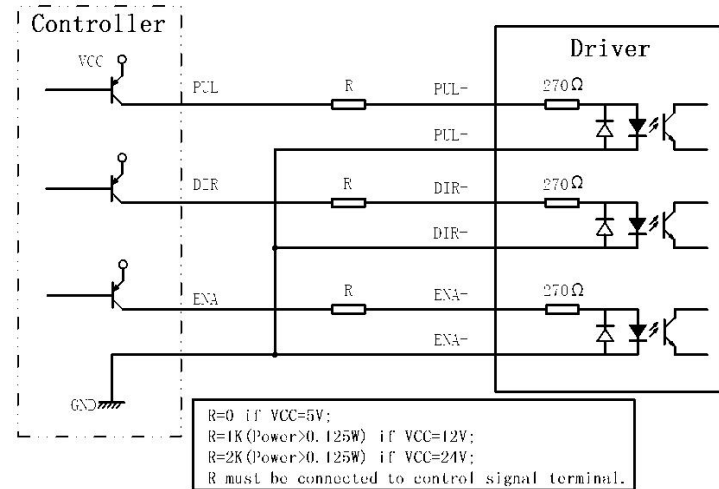 Controller
Driver
VCC
PUL
R
PUL-
270Ω
PUL-
DIR
R
DIR-
270Ω
DIR-
ENA
R
ENA-
270Ω
ENA-
GND
R=0 if VCC=5V;
R=1K(Power>0.125W) if VCC=12V;
R=2K(Power>0.125W) if VCC=24V;
R must be connected to control signal terminal.